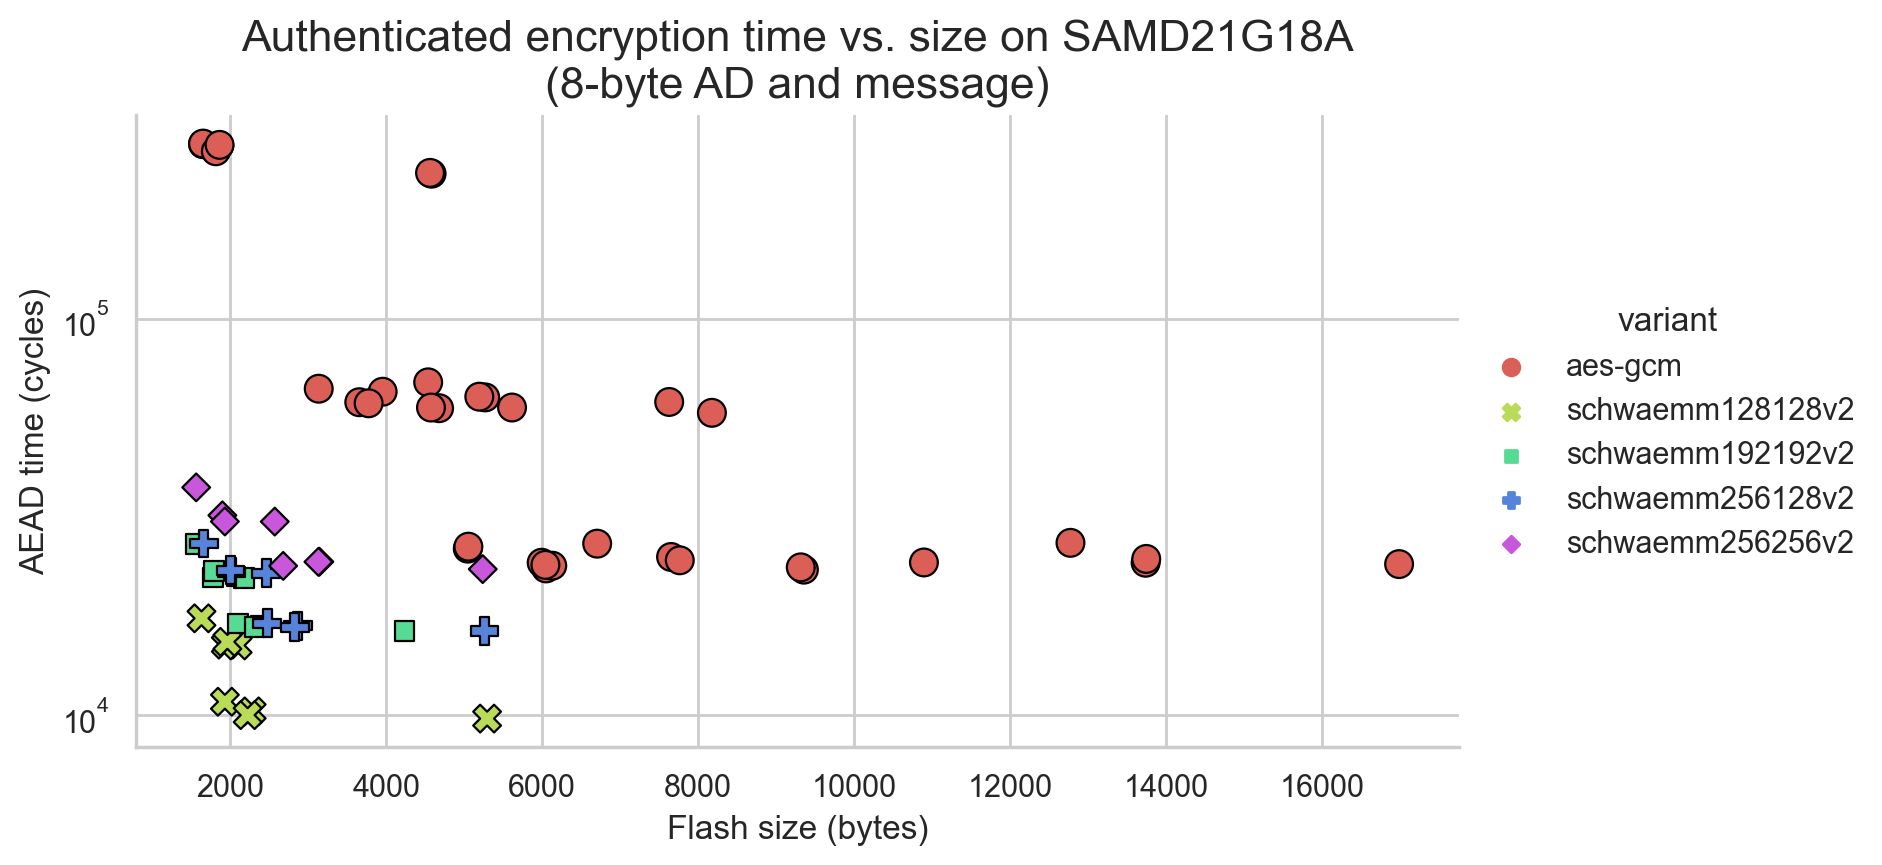 Authenticated encryption time vs. size on SAMD21G18A
(8-byte AD and message)
AEAD time (cycles)
10^5
10^4
2000 4000 6000 8000 10000 12000 14000 16000
Flash size (bytes)
variant
aes-gcm
schwaemm128128v2
schwaemm192192v2
schwaemm256128v2
schwaemm256256v2